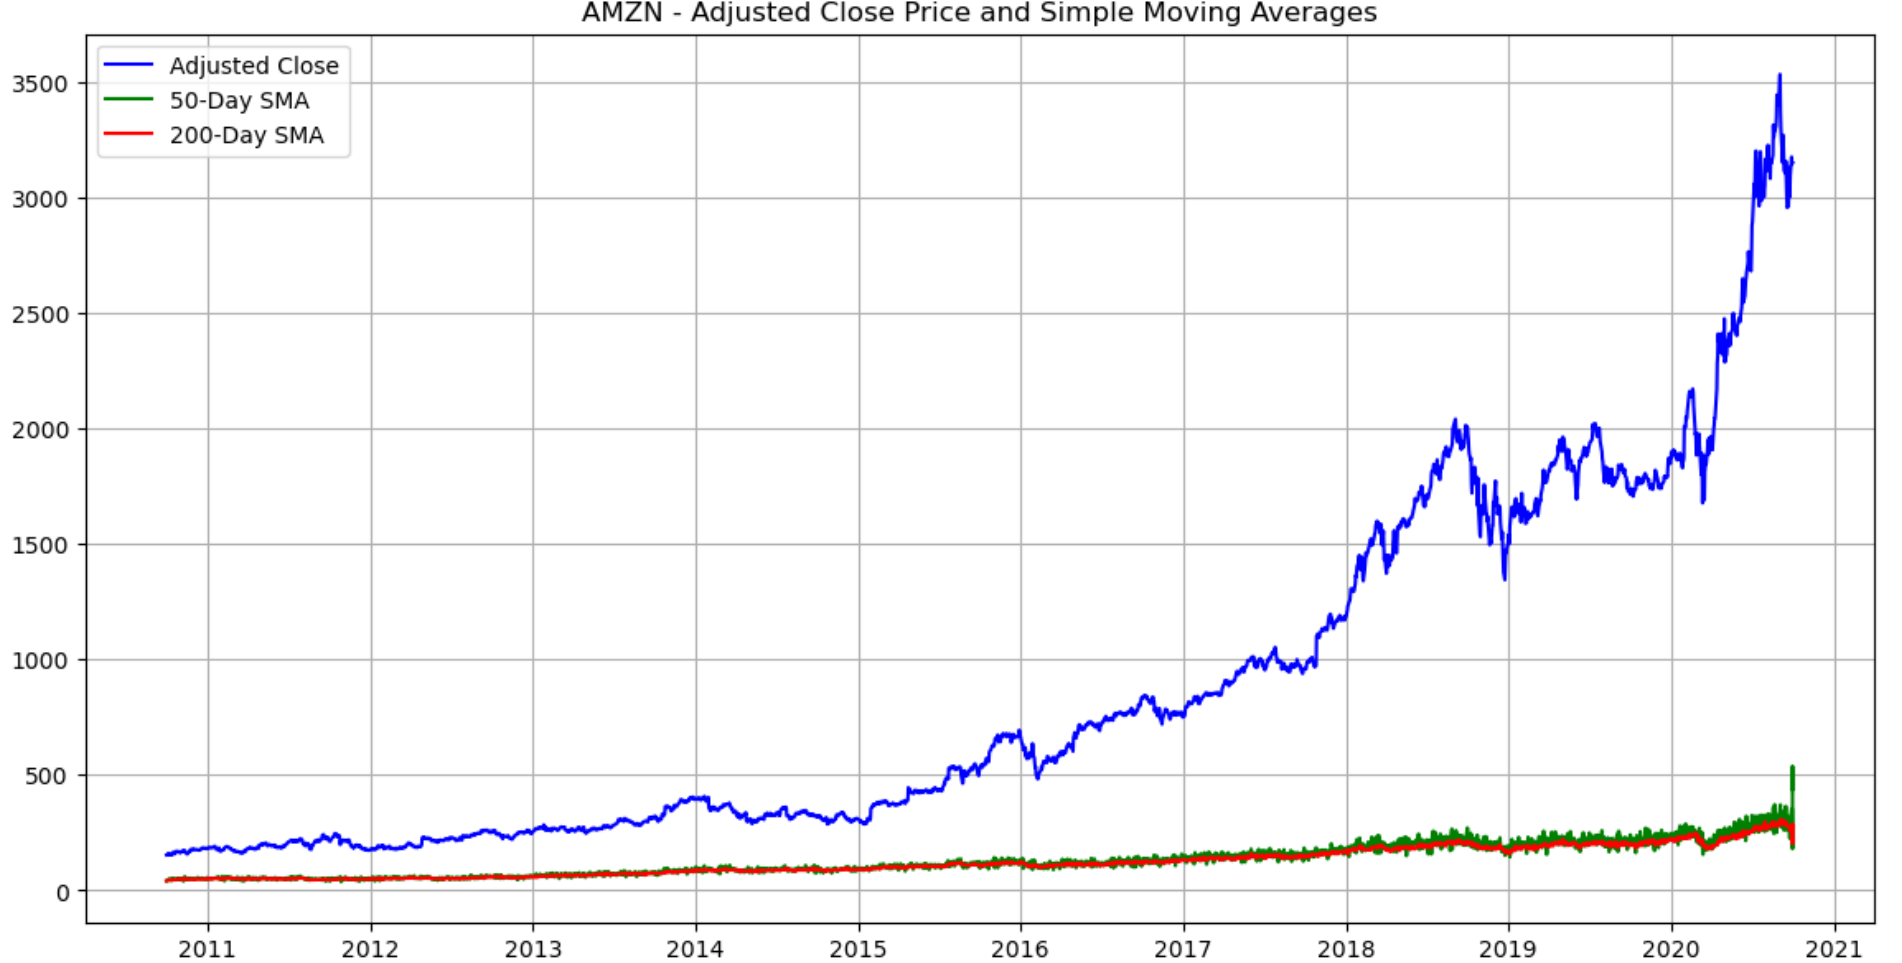 AMZN - Adjusted Close Price and Simple Moving Averages
Adjusted Close
50-Day SMA
200-Day SMA
3500
3000
2500
2000
1500
1000
500
0
2011 2012 2013 2014 2015 2016 2017 2018 2019 2020 2021